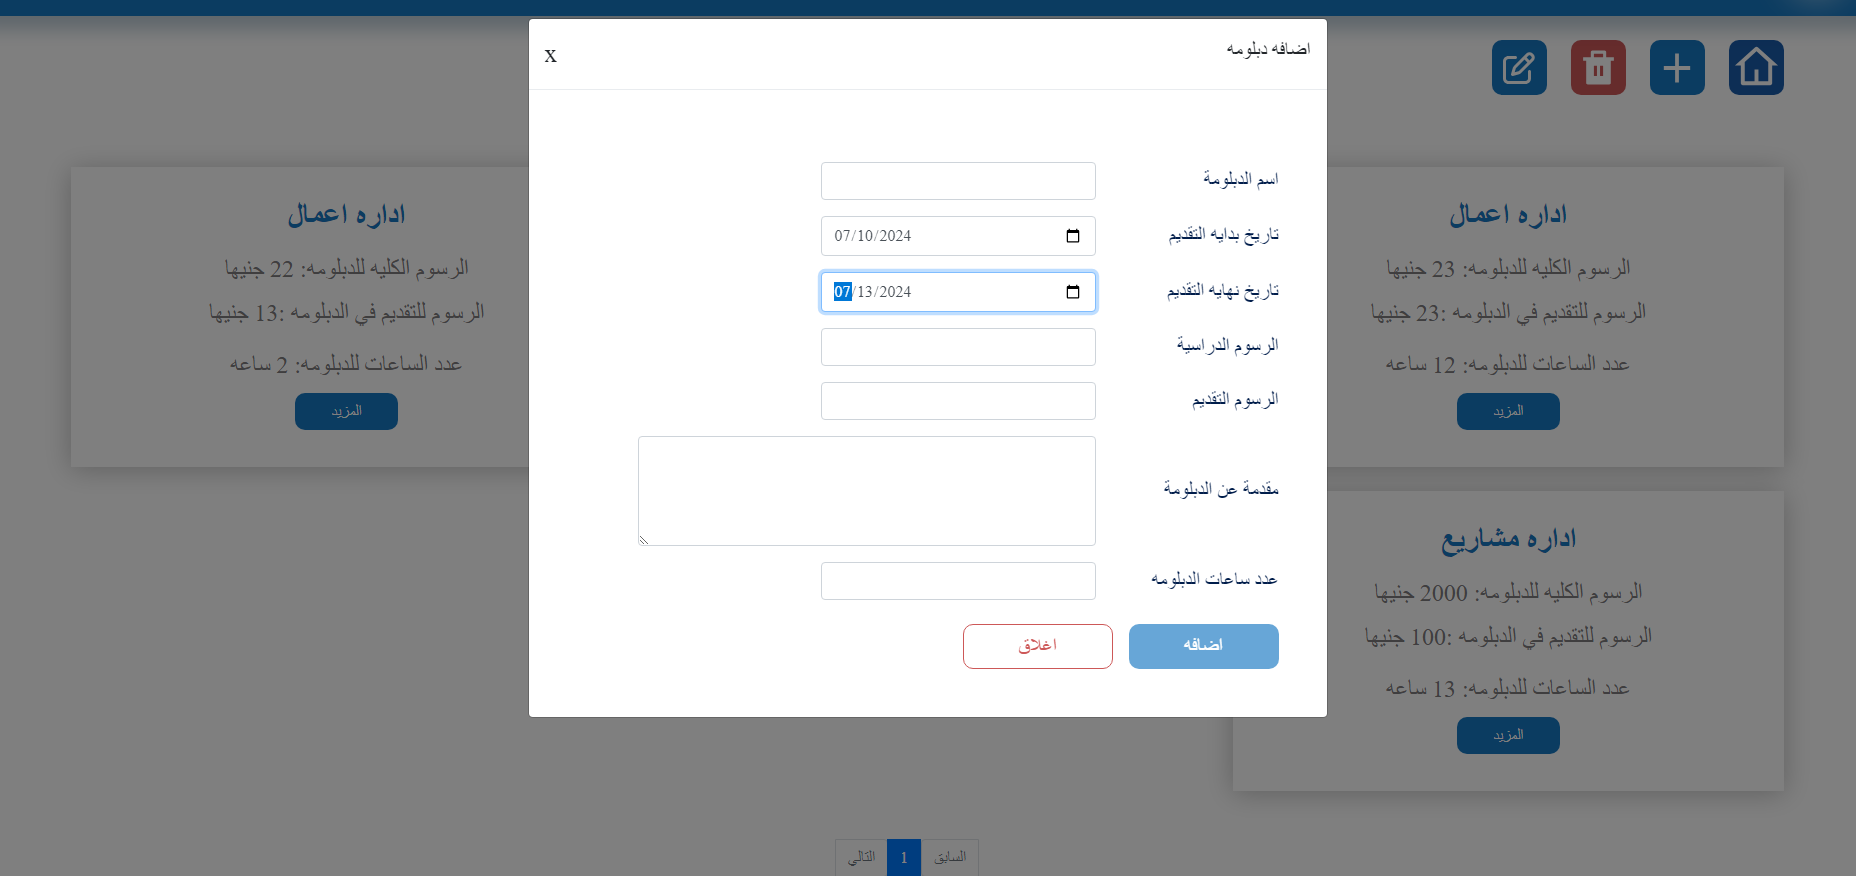 اضافه دبلومه
X
اسم الدبلومة
تاريخ بدايه التقديم
07/10/2024
تاريخ نهايه التقديم
07/13/2024
الرسوم الدراسية
الرسوم التقديم
مقدمة عن الدبلومة
عدد ساعات الدبلومه
اضافه
اغلاق
اداره اعمال
الرسوم الكليه للدبلومه: 23 جنيها
الرسوم للتقديم في الدبلومه :23 جنيها
عدد الساعات للدبلومه: 12 ساعه
المزيد
اداره اعمال
الرسوم الكليه للدبلومه: 22 جنيها
الرسوم للتقديم في الدبلومه :13 جنيها
عدد الساعات للدبلومه: 2 ساعه
المزيد
اداره مشاريع
الرسوم الكليه للدبلومه: 2000 جنيها
الرسوم للتقديم في الدبلومه :100 جنيها
عدد الساعات للدبلومه: 13 ساعه
المزيد
السابق 1 التالي